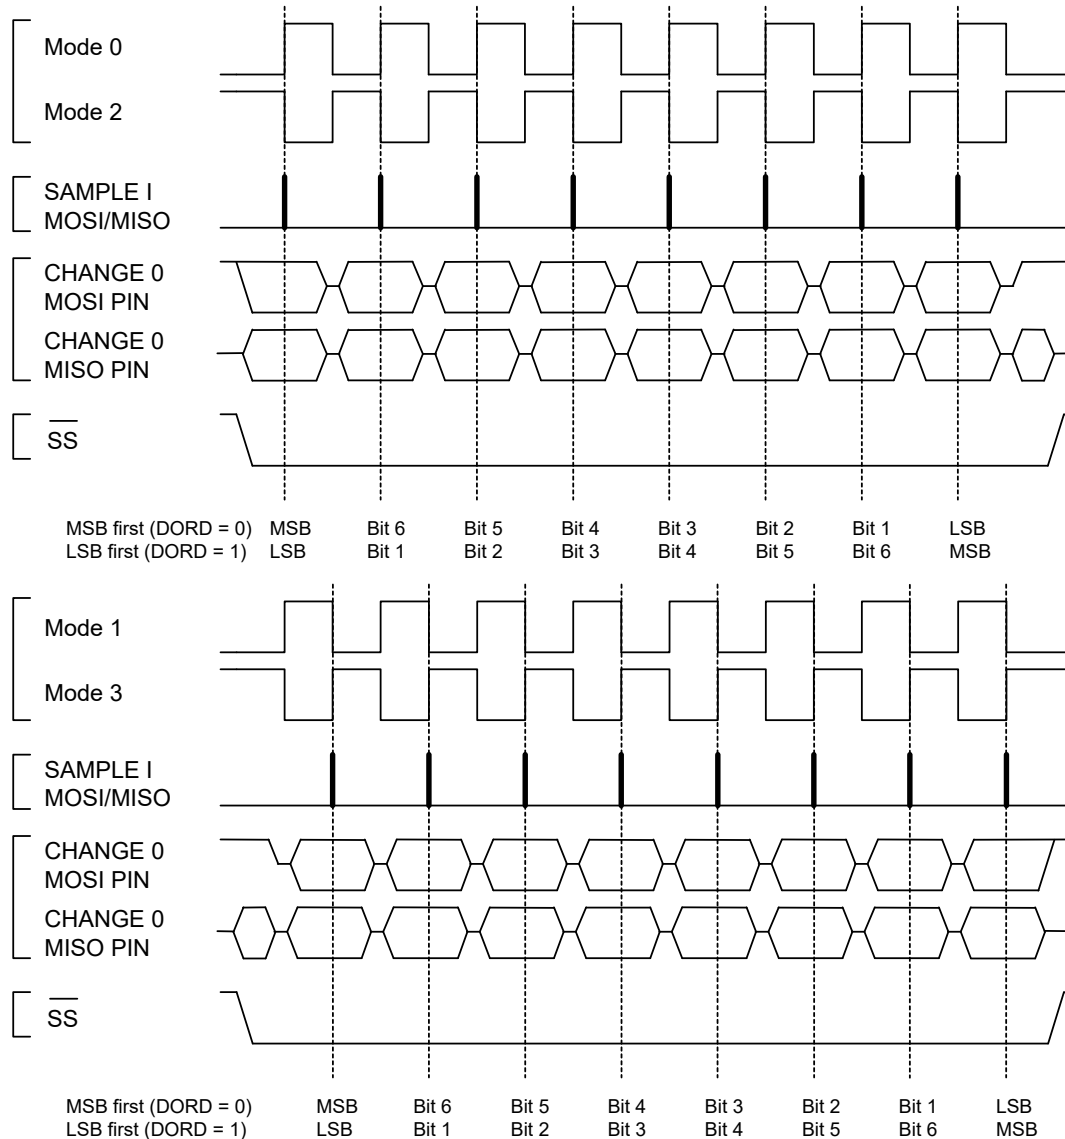 Mode 0
Mode 2
SAMPLE I
MOSI/MISO
CHANGE 0
MOSI PIN
CHANGE 0
MISO PIN
SS
MSB first (DORD = 0) MSB Bit 6 Bit 5 Bit 4 Bit 3 Bit 2 Bit 1 LSB
LSB first (DORD = 1) LSB Bit 1 Bit 2 Bit 3 Bit 4 Bit 5 Bit 6 MSB
Mode 1
Mode 3
SAMPLE I
MOSI/MISO
CHANGE 0
MOSI PIN
CHANGE 0
MISO PIN
SS
MSB first (DORD = 0) MSB Bit 6 Bit 5 Bit 4 Bit 3 Bit 2 Bit 1 LSB
LSB first (DORD = 1) LSB Bit 1 Bit 2 Bit 3 Bit 4 Bit 5 Bit 6 MSB